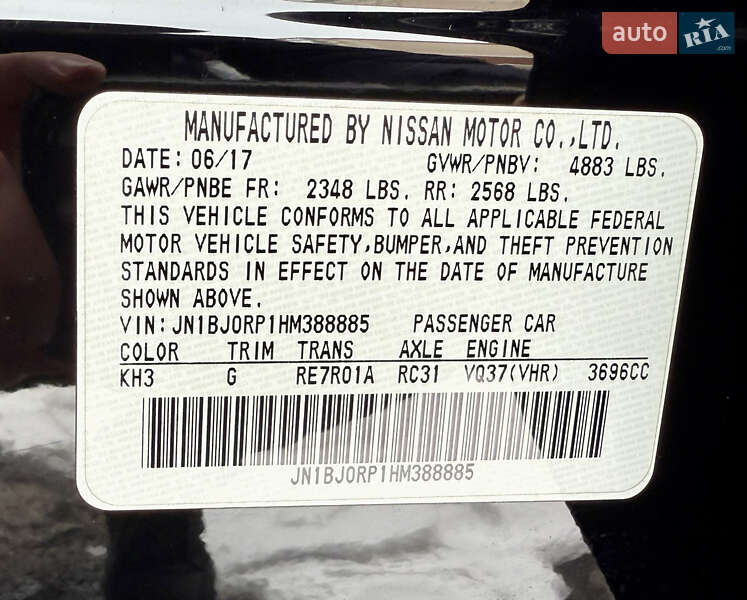 auto RIA.com
MANUFACTURED BY NISSAN MOTOR CO.,LTD.
DATE: 06/17 GVWR/PNBV: 4883 LBS.
GAWR/PNBE FR: 2348 LBS. RR: 2568 LBS.
THIS VEHICLE CONFORMS TO ALL APPLICABLE FEDERAL
MOTOR VEHICLE SAFETY,BUMPER,AND THEFT PREVENTION
STANDARDS IN EFFECT ON THE DATE OF MANUFACTURE
SHOWN ABOVE.
VIN: JN1BJ0RP1HM388885 PASSENGER CAR
COLOR TRIM TRANS AXLE ENGINE
KH3 G RE7R01A RC31 VQ37(VHR) 3696CC
JN1BJ0RP1HM388885